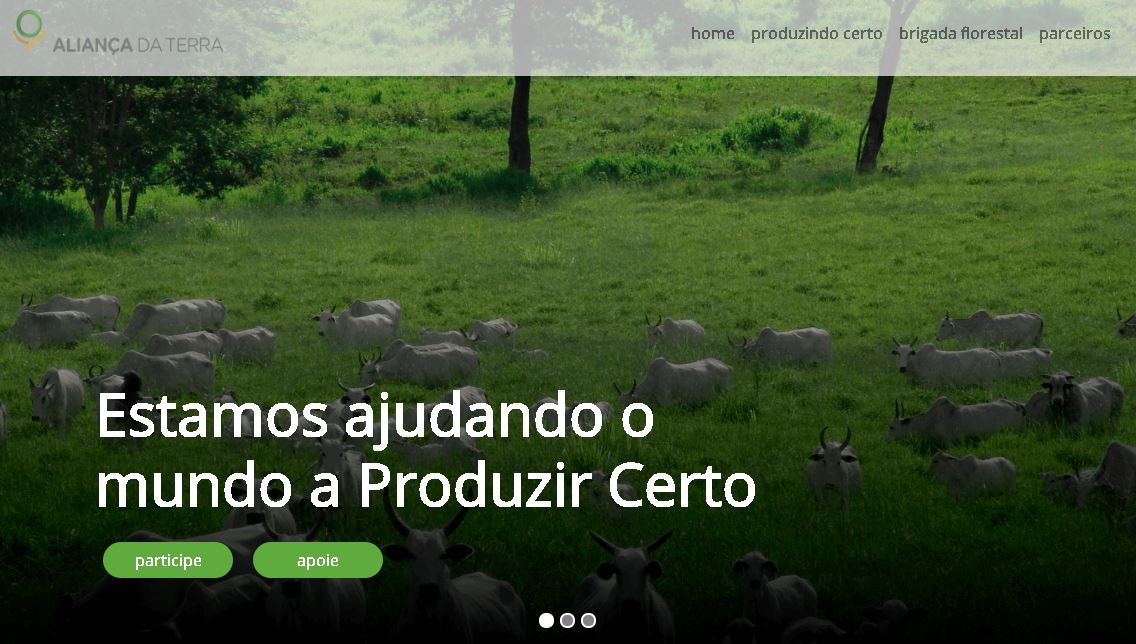 ALIANÇA DA TERRA
home produzindo certo brigada florestal parceiros
Estamos ajudando o
mundo a Produzir Certo
participe apoie